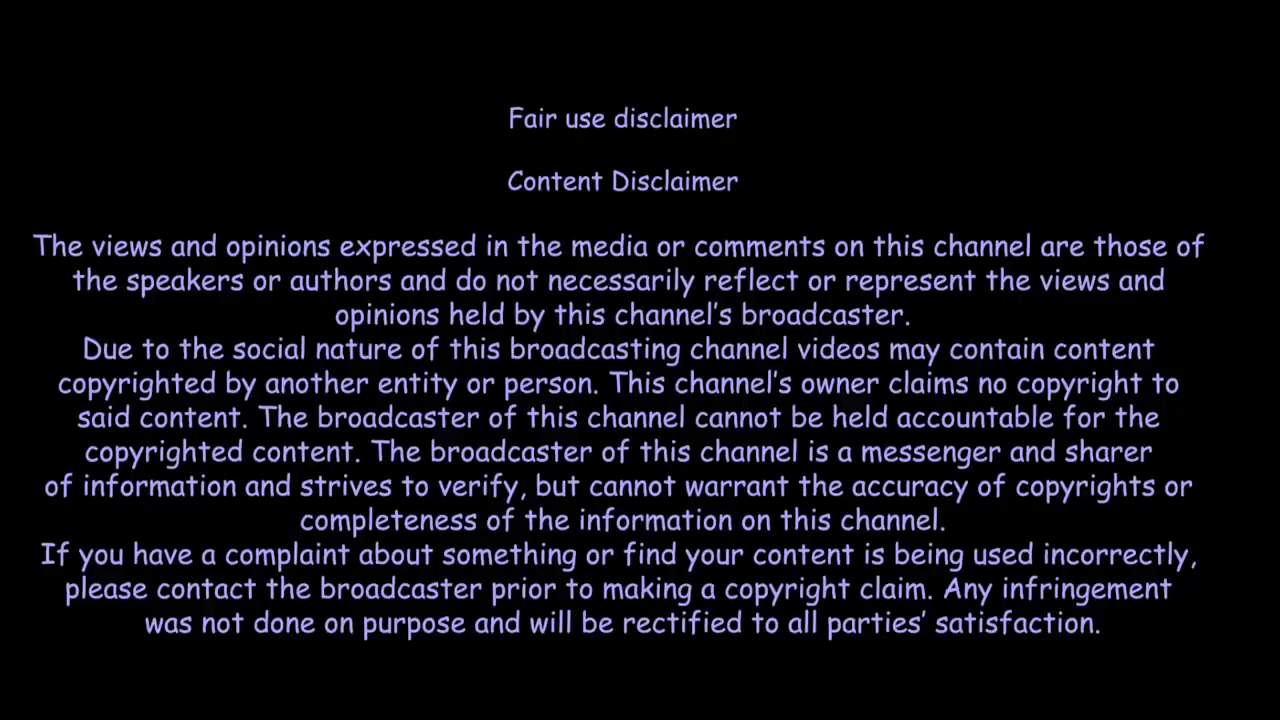 Fair use disclaimer
Content Disclaimer
The views and opinions expressed in the media or comments on this channel are those of
the speakers or authors and do not necessarily reflect or represent the views and
opinions held by this channel’s broadcaster.
Due to the social nature of this broadcasting channel videos may contain content
copyrighted by another entity or person. This channel’s owner claims no copyright to
said content. The broadcaster of this channel cannot be held accountable for the
copyrighted content. The broadcaster of this channel is a messenger and sharer
of information and strives to verify, but cannot warrant the accuracy of copyrights or
completeness of the information on this channel.
If you have a complaint about something or find your content is being used incorrectly,
please contact the broadcaster prior to making a copyright claim. Any infringement
was not done on purpose and will be rectified to all parties’ satisfaction.